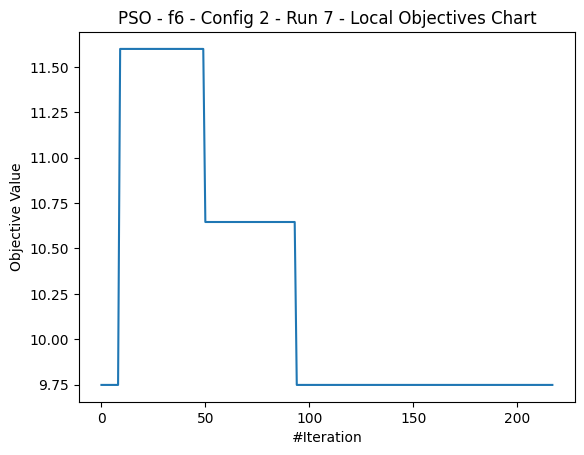 PSO - f6 - Config 2 - Run 7 - Local Objectives Chart
11.50
11.25
11.00
10.75
10.50
10.25
10.00
9.75
Objective Value
0 50 100 150 200
#Iteration